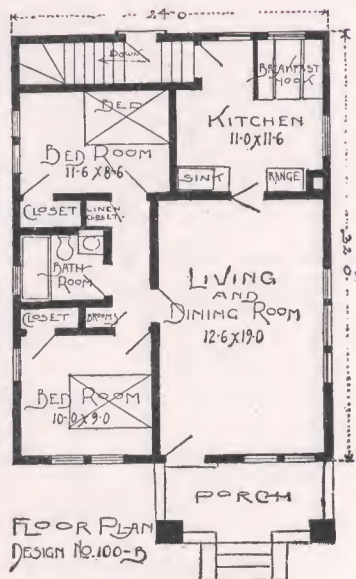 24-0
DOWN
BREAKFAST
NOOK
BED
KITCHEN
11-0 X 11-6
BED ROOM
11-6 X 8-6
SINK
RANGE
CLOSET
LINEN
CLOSET
32-0
BATH
ROOM
LIVING
AND
DINING ROOM
12-6 X 19-0
CLOSET
BROOMS
BED ROOM
10-0 X 9-0
PORCH
FLOOR PLAN
DESIGN No. 100-B